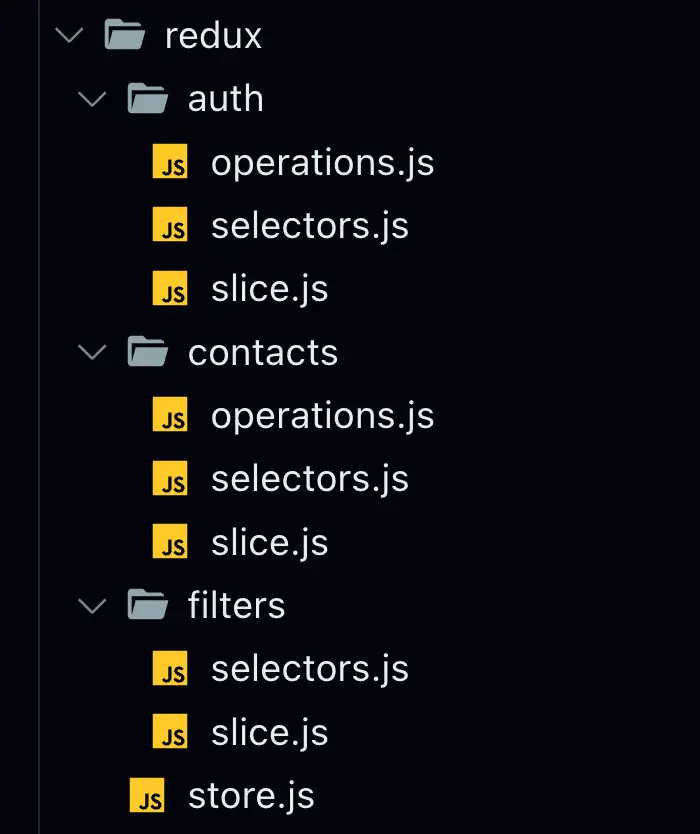 redux
auth
JS operations.js
JS selectors.js
JS slice.js
contacts
JS operations.js
JS selectors.js
JS slice.js
filters
JS selectors.js
JS slice.js
JS store.js